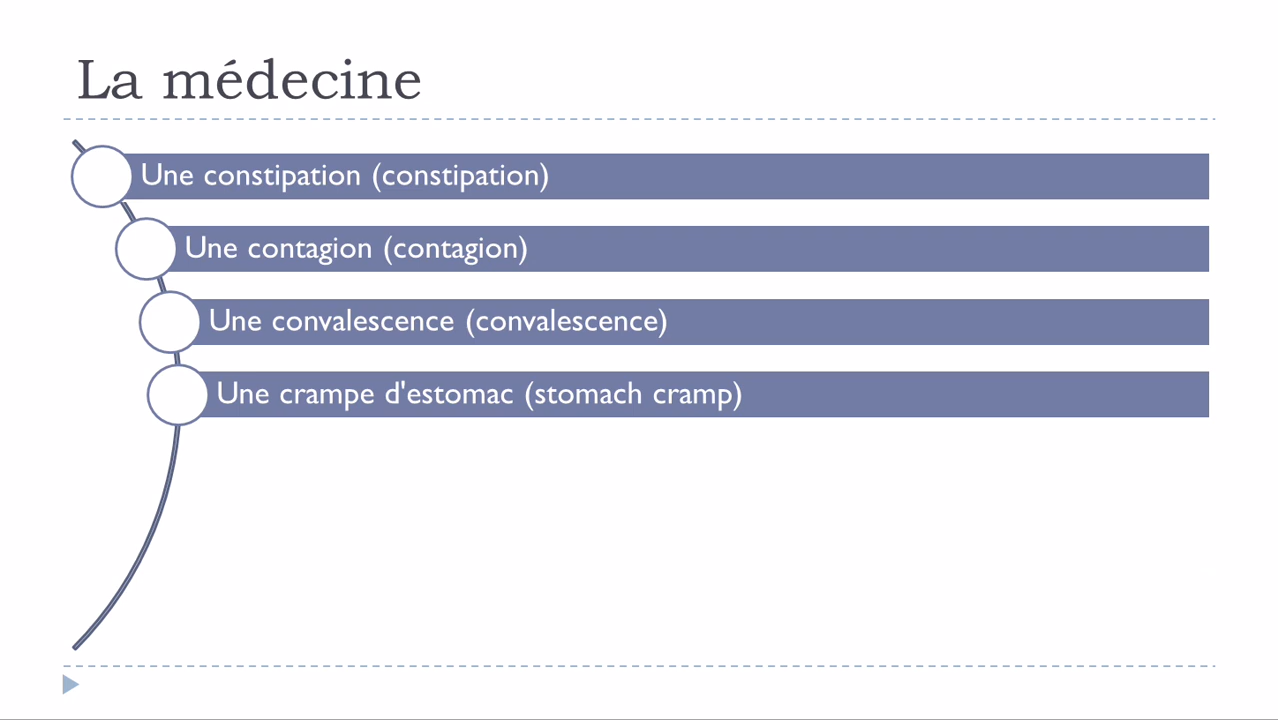 La médecine
Une constipation (constipation)
Une contagion (contagion)
Une convalescence (convalescence)
Une crampe d'estomac (stomach cramp)